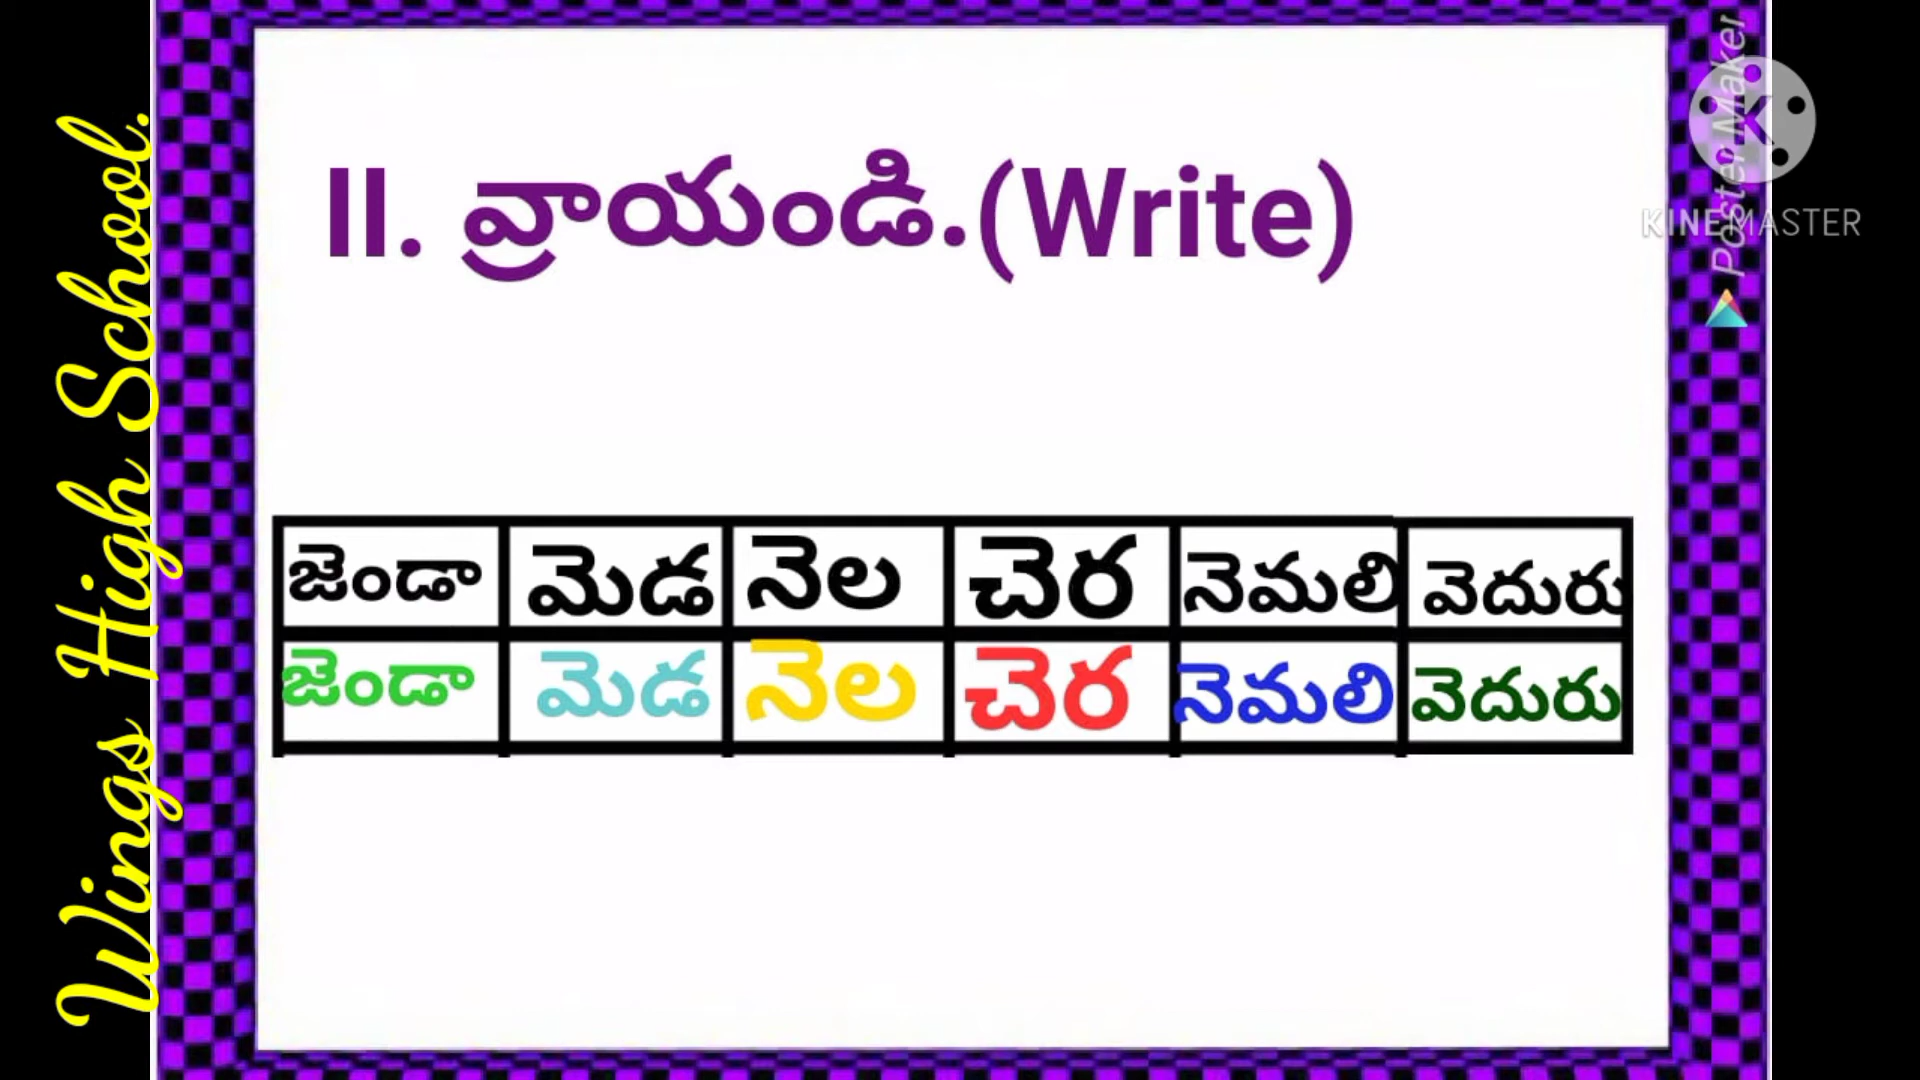 II. వ్రాయండి.(Write)
జెండా మెడ నెల చెర నెమలి వెదురు
జెండా మెడ నెల చెర నెమలి వెదురు
Wings High School.
Poster Maker
KINEMASTER